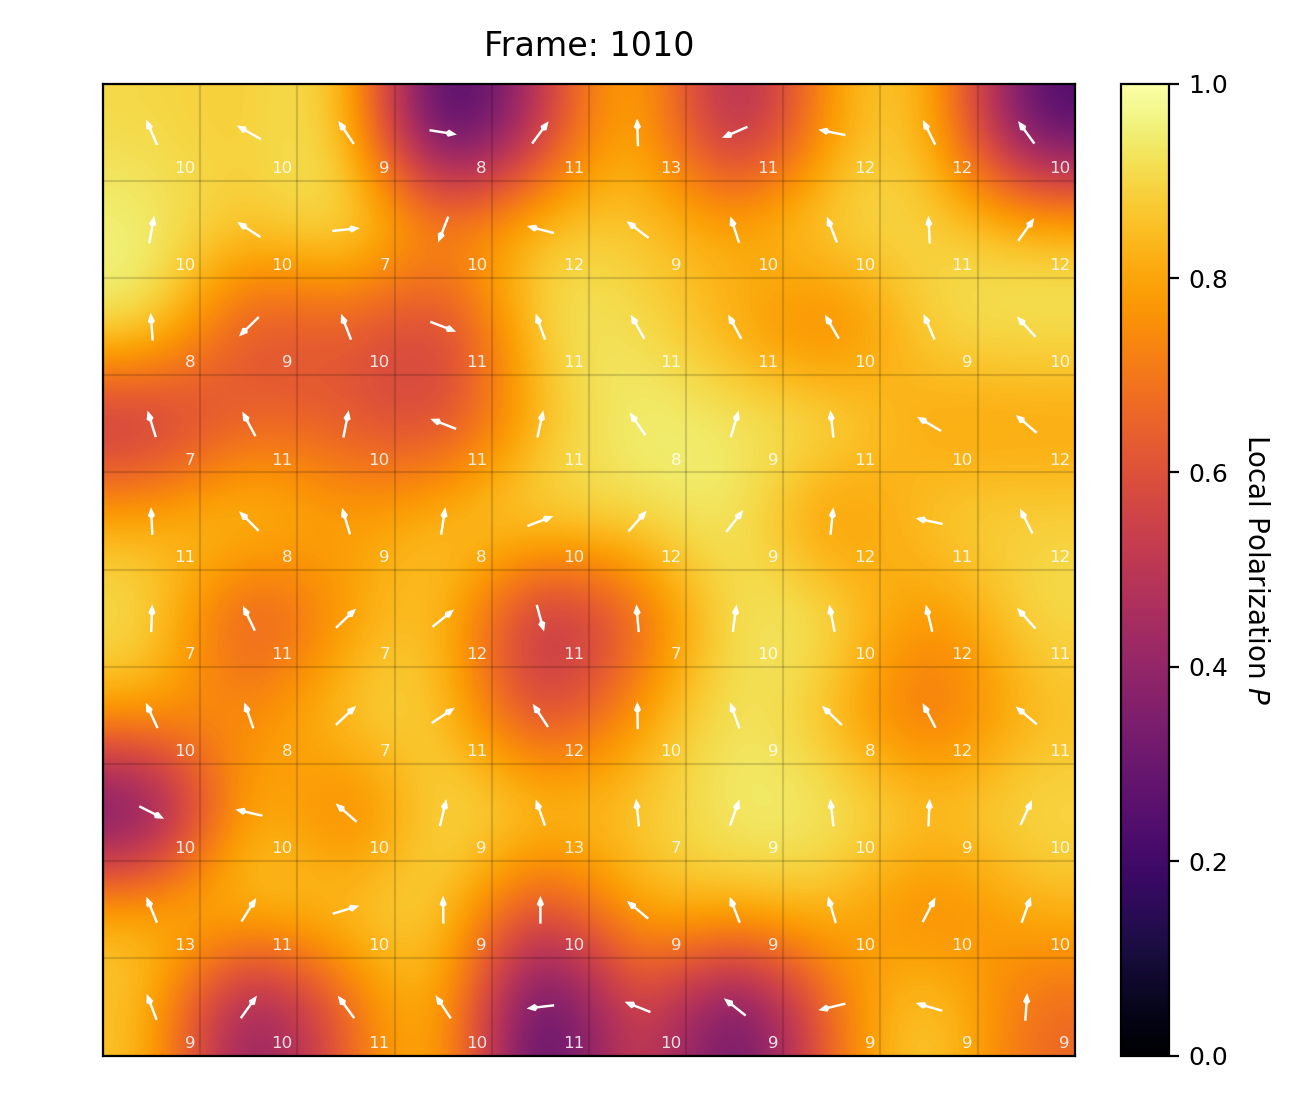 Frame: 1010
10 10 9 8 11 13 11 12 12 10
10 10 7 10 12 9 10 10 11 12
8 9 10 11 11 11 11 10 9 10
7 11 10 11 11 8 9 11 10 12
11 8 9 8 10 12 9 12 11 12
7 11 7 12 11 7 10 10 12 11
10 8 7 11 12 10 9 8 12 11
10 10 10 9 13 7 9 10 9 10
13 11 10 9 10 9 9 10 10 10
9 10 11 10 11 10 9 9 9 9
1.0
0.8
0.6
0.4
0.2
0.0
Local Polarization P